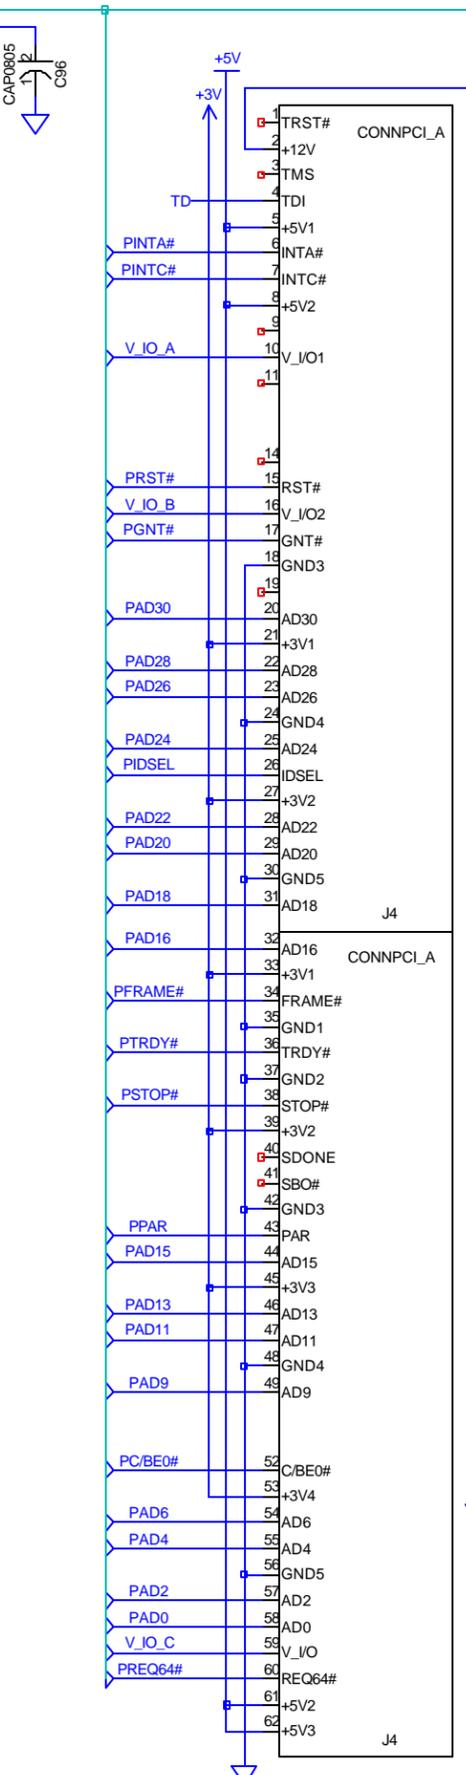 CAP0805
1 2
C96
+5V
+3V
1 TRST#
CONNPCI_A
2 +12V
3 TMS
TD 4 TDI
5 +5V1
PINTA# 6 INTA#
PINTC# 7 INTC#
8 +5V2
9
V_IO_A 10 V_I/O1
11
14
PRST# 15 RST#
V_IO_B 16 V_I/O2
PGNT# 17 GNT#
18 GND3
19
PAD30 20 AD30
21 +3V1
PAD28 22 AD28
PAD26 23 AD26
24 GND4
PAD24 25 AD24
PIDSEL 26 IDSEL
27 +3V2
PAD22 28 AD22
PAD20 29 AD20
30 GND5
PAD18 31 AD18
J4
PAD16 32 AD16
CONNPCI_A
33 +3V1
PFRAME# 34 FRAME#
35 GND1
PTRDY# 36 TRDY#
37 GND2
PSTOP# 38 STOP#
39 +3V2
40 SDONE
41 SBO#
42 GND3
PPAR 43 PAR
PAD15 44 AD15
45 +3V3
PAD13 46 AD13
PAD11 47 AD11
48 GND4
PAD9 49 AD9
PC/BE0# 52 C/BE0#
53 +3V4
PAD6 54 AD6
PAD4 55 AD4
56 GND5
PAD2 57 AD2
PAD0 58 AD0
V_IO_C 59 V_I/O
PREQ64# 60 REQ64#
61 +5V2
62 +5V3
J4